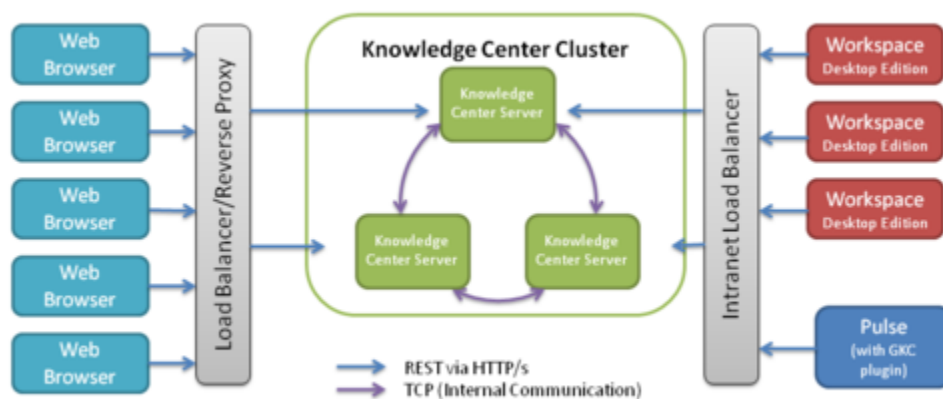 Web
Browser
Web
Browser
Web
Browser
Web
Browser
Web
Browser
Load Balancer/Reverse Proxy
Knowledge Center Cluster
Knowledge
Center Server
Knowledge
Center Server
Knowledge
Center Server
Intranet Load Balancer
Workspace
Desktop Edition
Workspace
Desktop Edition
Workspace
Desktop Edition
Pulse
(with GKC
plugin)
REST via HTTP/s
TCP (Internal Communication)